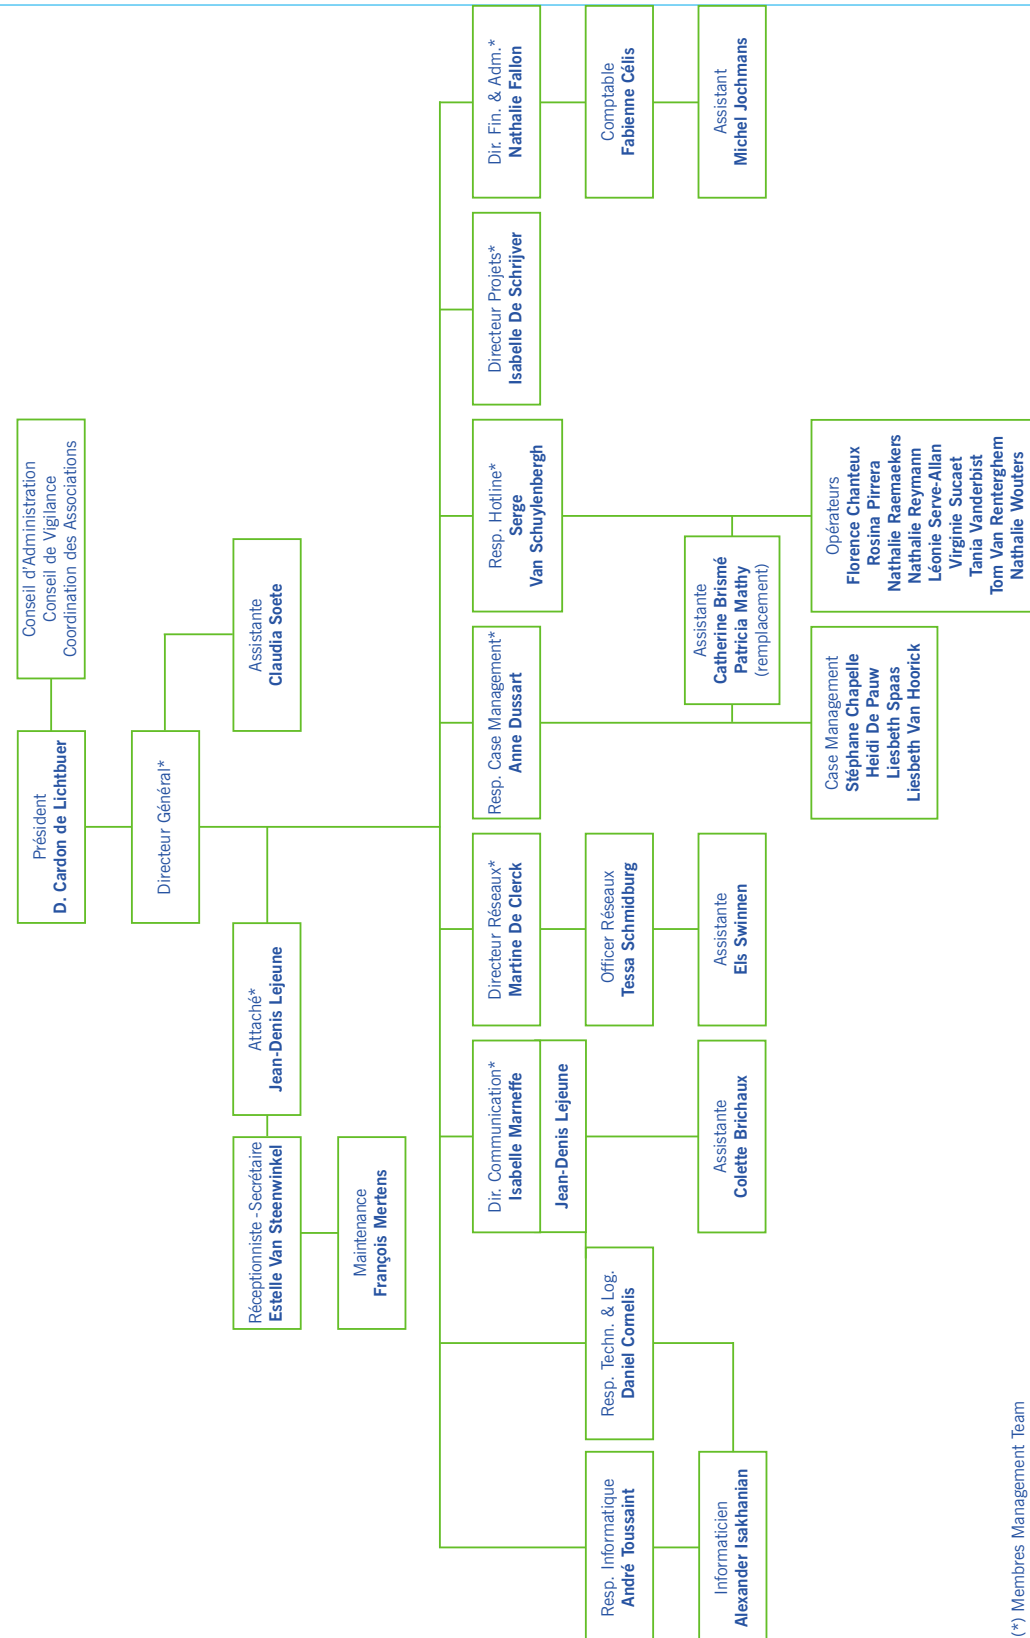 Conseil d'Administration
Conseil de Vigilance
Coordination des Associations
Président
D. Cardon de Lichtbuer
Directeur Général*
Assistante
Claudia Soete
Attaché*
Jean-Denis Lejeune
Réceptionniste - Secrétaire
Estelle Van Steenwinkel
Maintenance
François Mertens
Resp. Informatique
André Toussaint
Informaticien
Alexander Isakhanian
Resp. Techn. & Log.
Daniel Cornelis
Dir. Communication*
Isabelle Marneffe
Jean-Denis Lejeune
Assistante
Colette Brichaux
Directeur Réseaux*
Martine De Clerck
Officer Réseaux
Tessa Schmidburg
Assistante
Els Swinnen
Resp. Case Management*
Anne Dussart
Case Management
Stéphane Chapelle
Heidi De Pauw
Liesbeth Spaas
Liesbeth Van Hoorick
Assistante
Catherine Brismé
Patricia Mathy
(remplacement)
Resp. Hotline*
Serge
Van Schuylenbergh
Opérateurs
Florence Chanteux
Rosina Pirrera
Nathalie Raemaekers
Nathalie Reymann
Léonie Serve-Allan
Virginie Sucaet
Tania Vanderbist
Tom Van Renterghem
Nathalie Wouters
Directeur Projets*
Isabelle De Schrijver
Dir. Fin. & Adm.*
Nathalie Fallon
Comptable
Fabienne Célis
Assistant
Michel Jochmans
(*) Membres Management Team